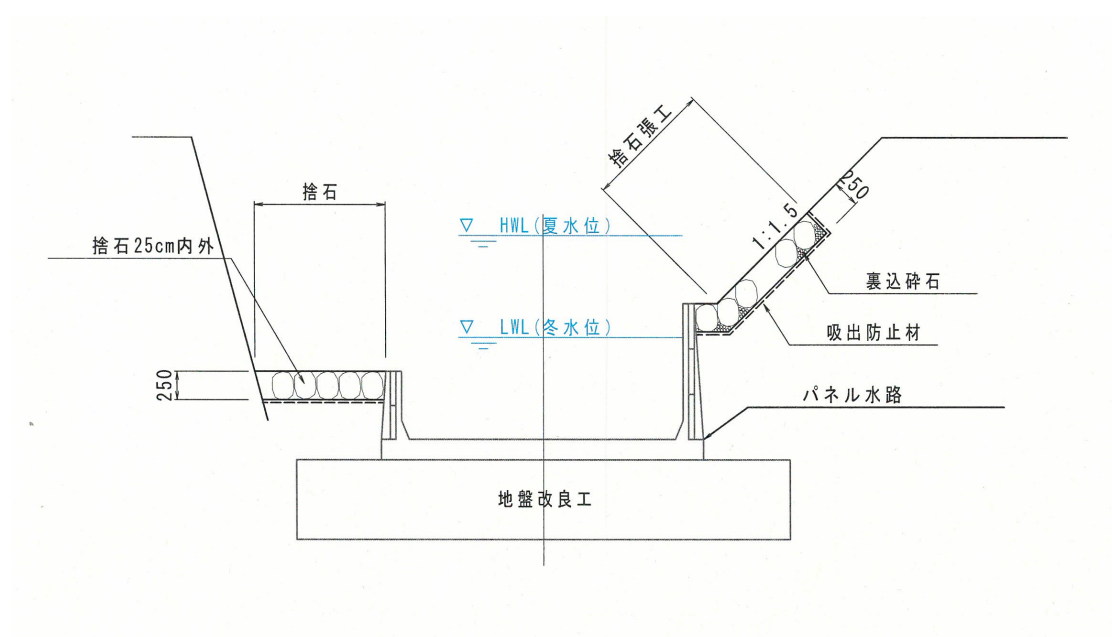 捨石張工
250
捨石
1:1.5
▽ HWL(夏水位)
捨石25cm内外
裏込砕石
▽ LWL(冬水位)
吸出防止材
250
パネル水路
地盤改良工